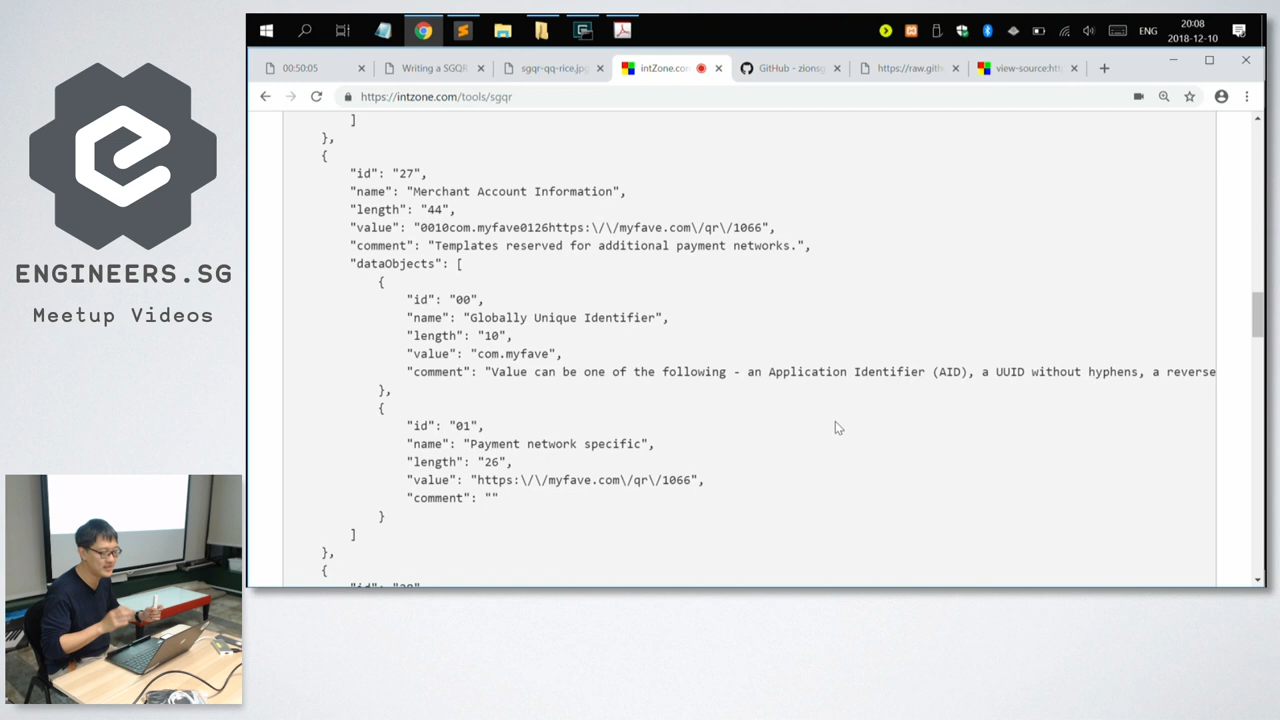 ENGINEERS.SG
Meetup Videos
ENG
20:08
2018-12-10
00:50:05
Writing a SGQR
sgqr-qq-rice.jpg
intZone.com
GitHub - zionsg
https://raw.gith
view-source:htt
https://intzone.com/tools/sgqr
]
},
{
"id": "27",
"name": "Merchant Account Information",
"length": "44",
"value": "0010com.myfave0126https:\/\/myfave.com\/qr\/1066",
"comment": "Templates reserved for additional payment networks.",
"dataObjects": [
{
"id": "00",
"name": "Globally Unique Identifier",
"length": "10",
"value": "com.myfave",
"comment": "Value can be one of the following - an Application Identifier (AID), a UUID without hyphens, a reverse
},
{
"id": "01",
"name": "Payment network specific",
"length": "26",
"value": "https:\/\/myfave.com\/qr\/1066",
"comment": ""
}
]
},
{